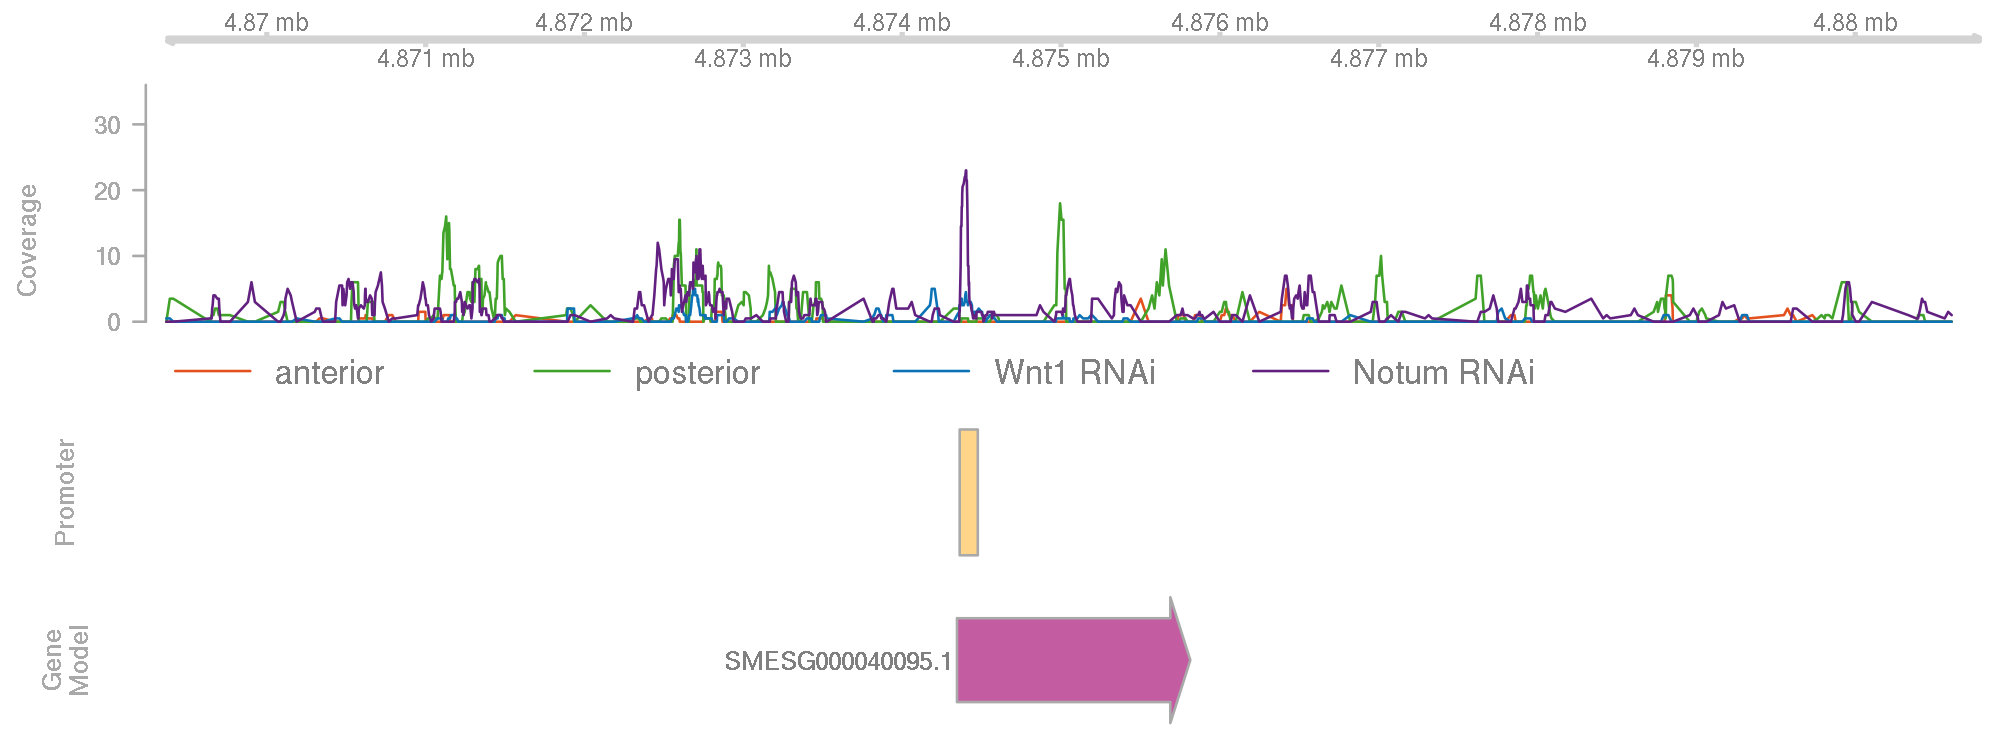 4.87 mb 4.872 mb 4.874 mb 4.876 mb 4.878 mb 4.88 mb
4.871 mb 4.873 mb 4.875 mb 4.877 mb 4.879 mb
Coverage
30
20
10
0
anterior posterior Wnt1 RNAi Notum RNAi
Promoter
Gene
Model
SMESG000040095.1